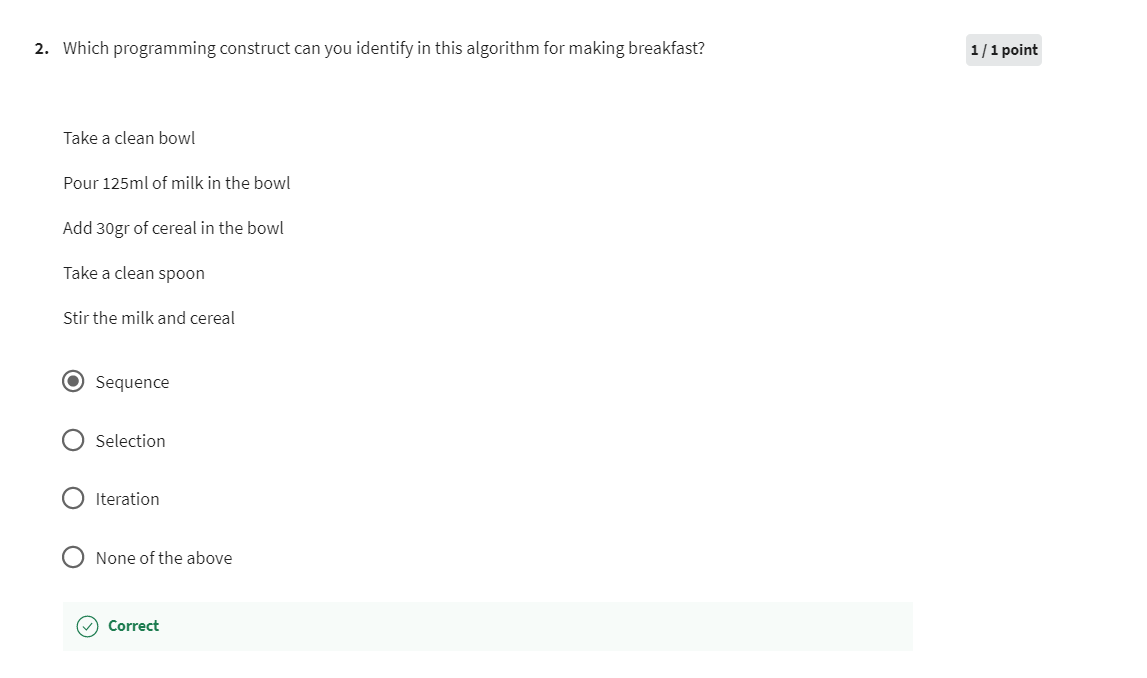 2. Which programming construct can you identify in this algorithm for making breakfast?
1 / 1 point
Take a clean bowl
Pour 125ml of milk in the bowl
Add 30gr of cereal in the bowl
Take a clean spoon
Stir the milk and cereal
Sequence
Selection
Iteration
None of the above
Correct